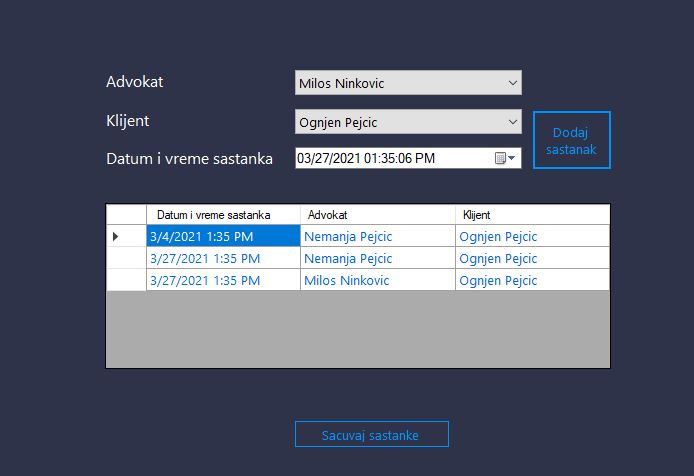 Advokat
Milos Ninkovic
Klijent
Ognjen Pejcic
Dodaj
sastanak
Datum i vreme sastanka
03/27/2021 01:35:06 PM
Datum i vreme sastanka Advokat Klijent
3/4/2021 1:35 PM Nemanja Pejcic Ognjen Pejcic
3/27/2021 1:35 PM Nemanja Pejcic Ognjen Pejcic
3/27/2021 1:35 PM Milos Ninkovic Ognjen Pejcic
Sacuvaj sastanke